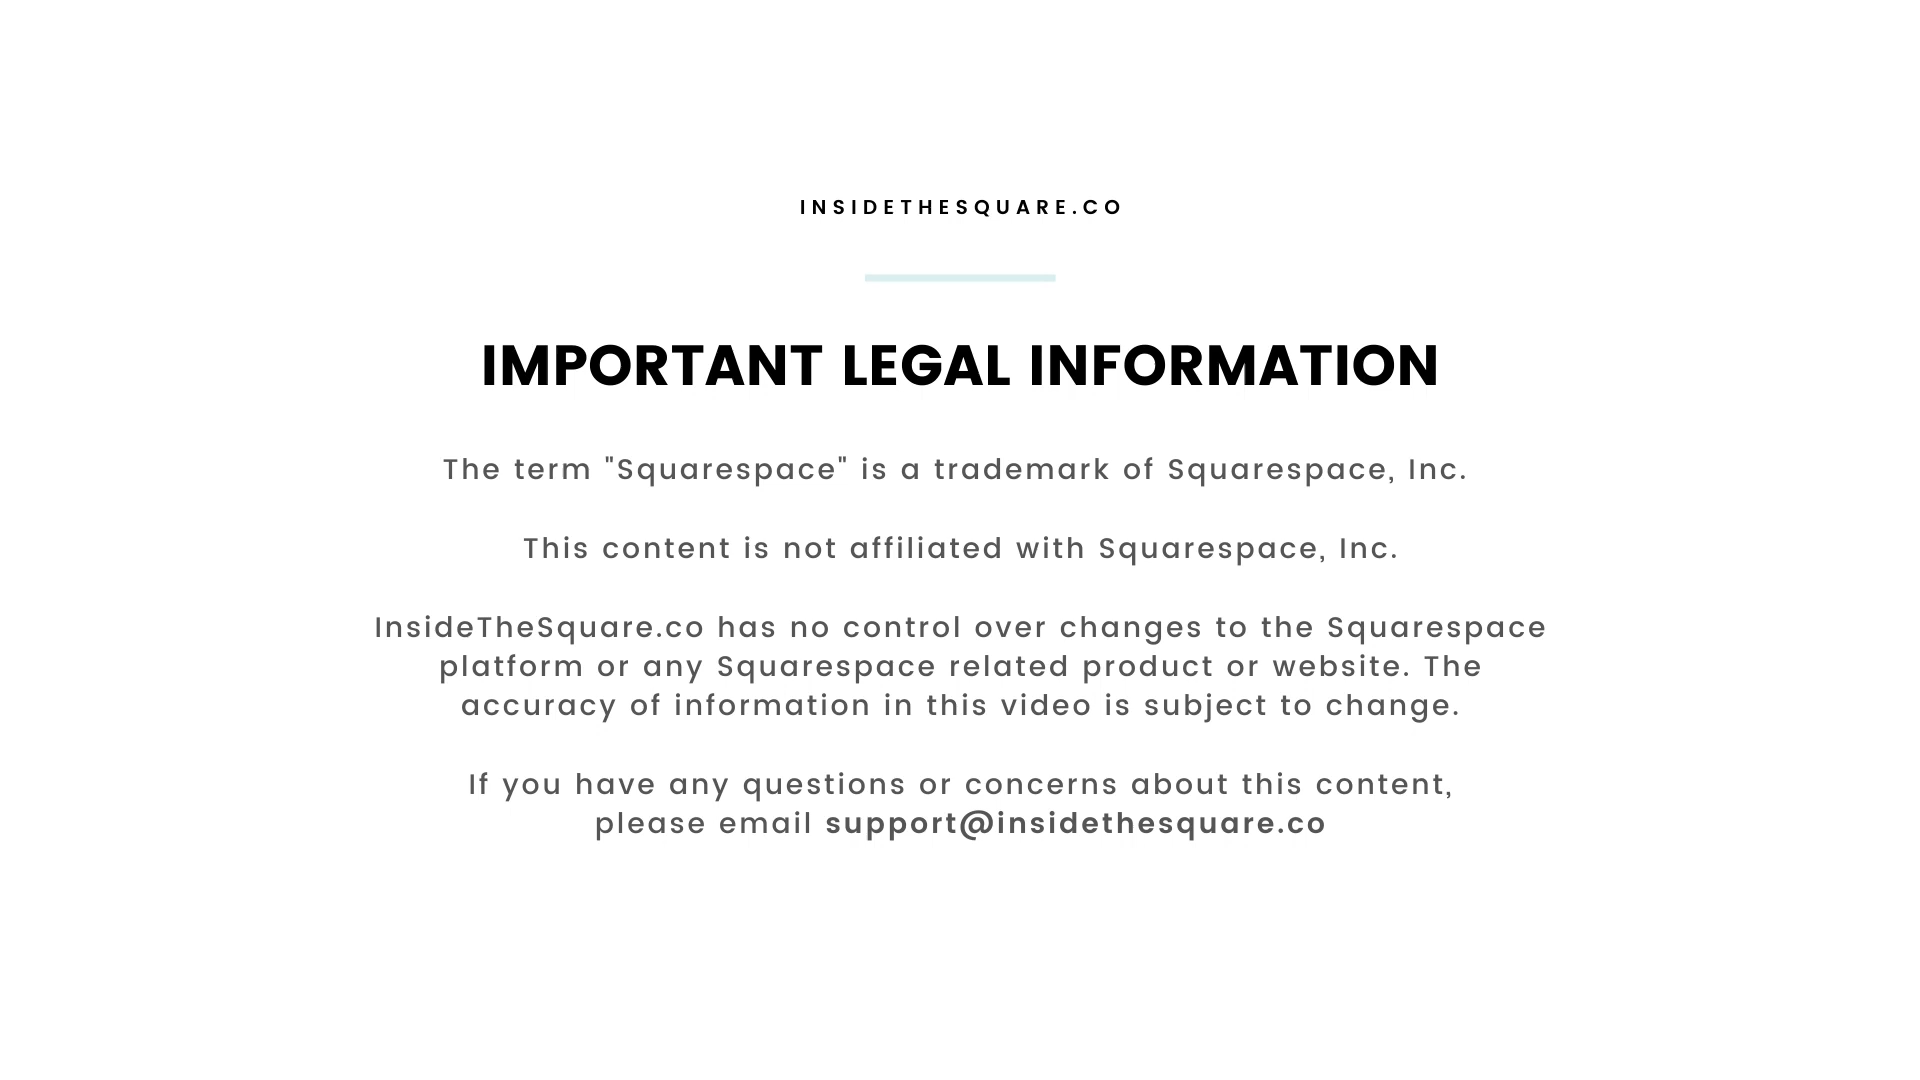 INSIDETHESQUARE.CO
IMPORTANT LEGAL INFORMATION
The term "Squarespace" is a trademark of Squarespace, Inc.
This content is not affiliated with Squarespace, Inc.
InsideTheSquare.co has no control over changes to the Squarespace
platform or any Squarespace related product or website. The
accuracy of information in this video is subject to change.
If you have any questions or concerns about this content,
please email support@insidethesquare.co